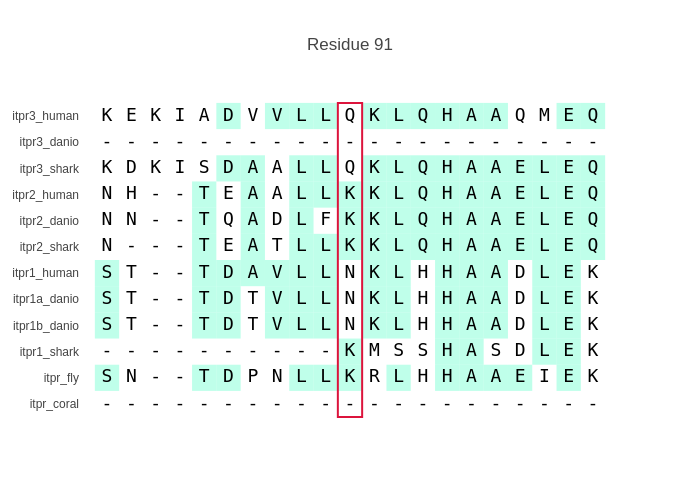 Residue 91
itpr3_human K E K I A D V V L L Q K L Q H A A Q M E Q
itpr3_danio - - - - - - - - - - - - - - - - - - - - -
itpr3_shark K D K I S D A A L L Q K L Q H A A E L E Q
itpr2_human N H - - T E A A L L K K L Q H A A E L E Q
itpr2_danio N N - - T Q A D L F K K L Q H A A E L E Q
itpr2_shark N - - - T E A T L L K K L Q H A A E L E Q
itpr1_human S T - - T D A V L L N K L H H A A D L E K
itpr1a_danio S T - - T D T V L L N K L H H A A D L E K
itpr1b_danio S T - - T D T V L L N K L H H A A D L E K
itpr1_shark - - - - - - - - - - K M S S H A S D L E K
itpr_fly S N - - T D P N L L K R L H H A A E I E K
itpr_coral - - - - - - - - - - - - - - - - - - - - -